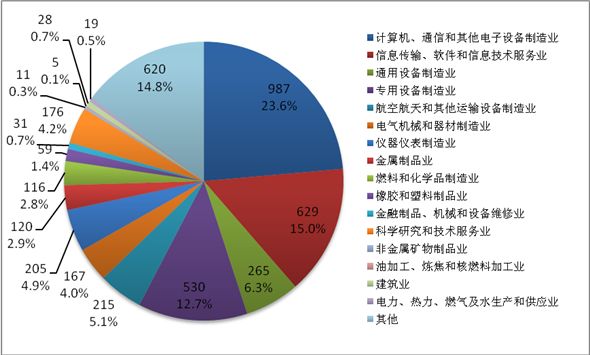 28
0.7%
19
0.5%
5
0.1%
11
0.3%
176
4.2%
31
0.7%
59
1.4%
116
2.8%
120
2.9%
205
4.9%
167
4.0%
215
5.1%
530
12.7%
265
6.3%
629
15.0%
987
23.6%
620
14.8%
计算机、通信和其他电子设备制造业
信息传输、软件和信息技术服务业
通用设备制造业
专用设备制造业
航空航天和其他运输设备制造业
电气机械和器材制造业
仪器仪表制造业
金属制品业
燃料和化学品制造业
橡胶和塑料制品业
金融制品、机械和设备维修业
科学研究和技术服务业
非金属矿物制品业
油加工、炼焦和核燃料加工业
建筑业
电力、热力、燃气及水生产和供应业
其他